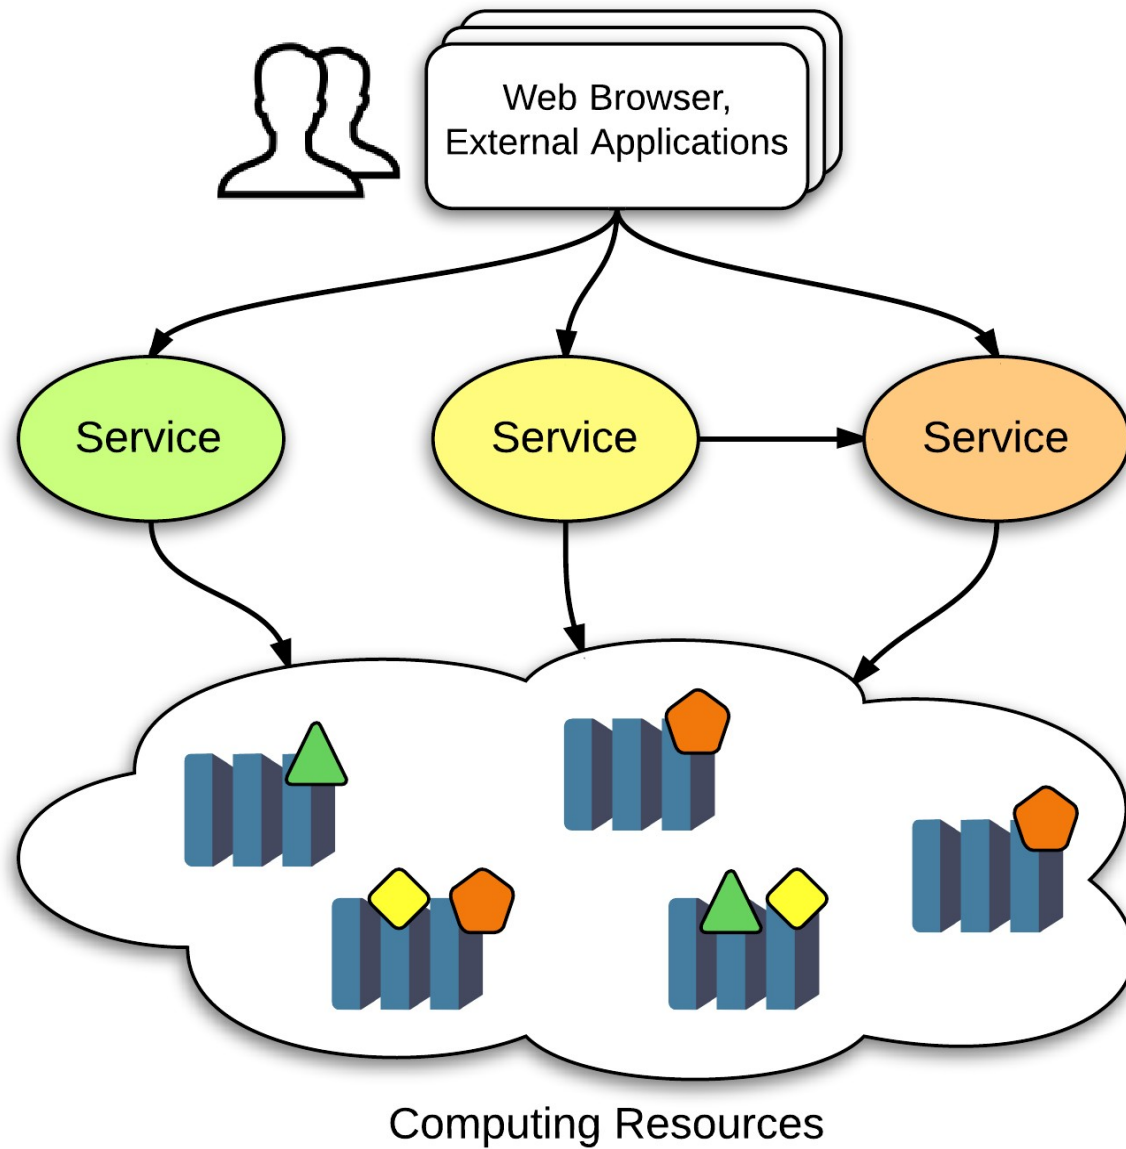 Web Browser,
External Applications
Service
Service
Service
Computing Resources